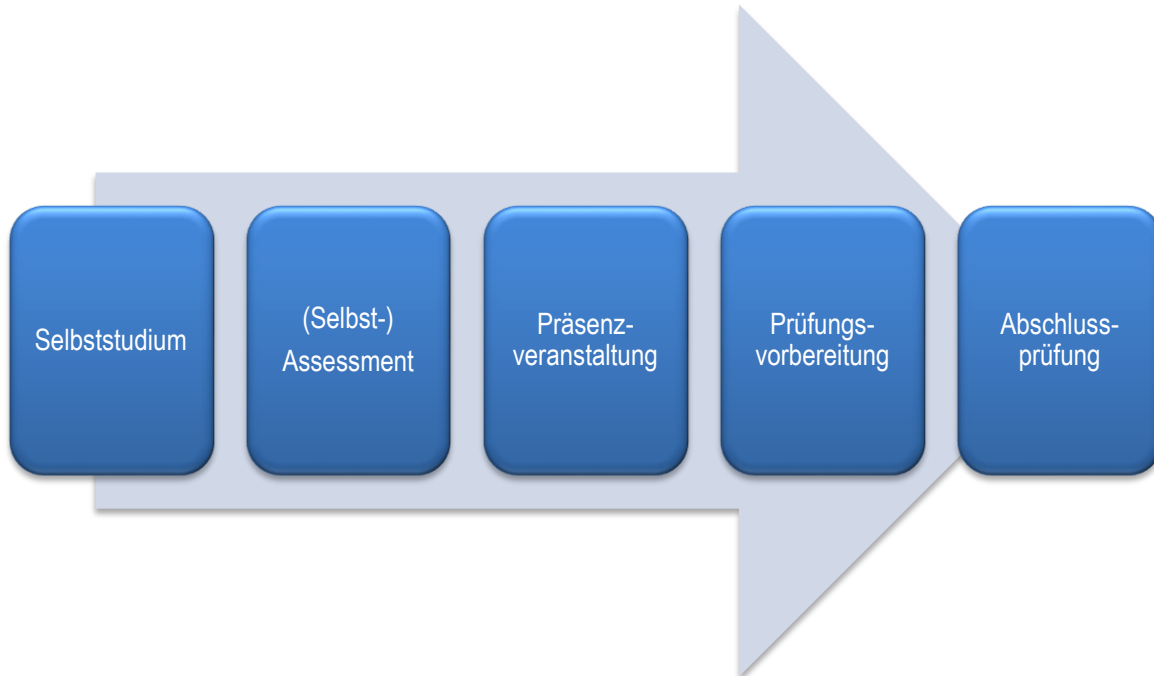 Selbststudium
(Selbst-)
Assessment
Präsenz-
veranstaltung
Prüfungs-
vorbereitung
Abschluss-
prüfung